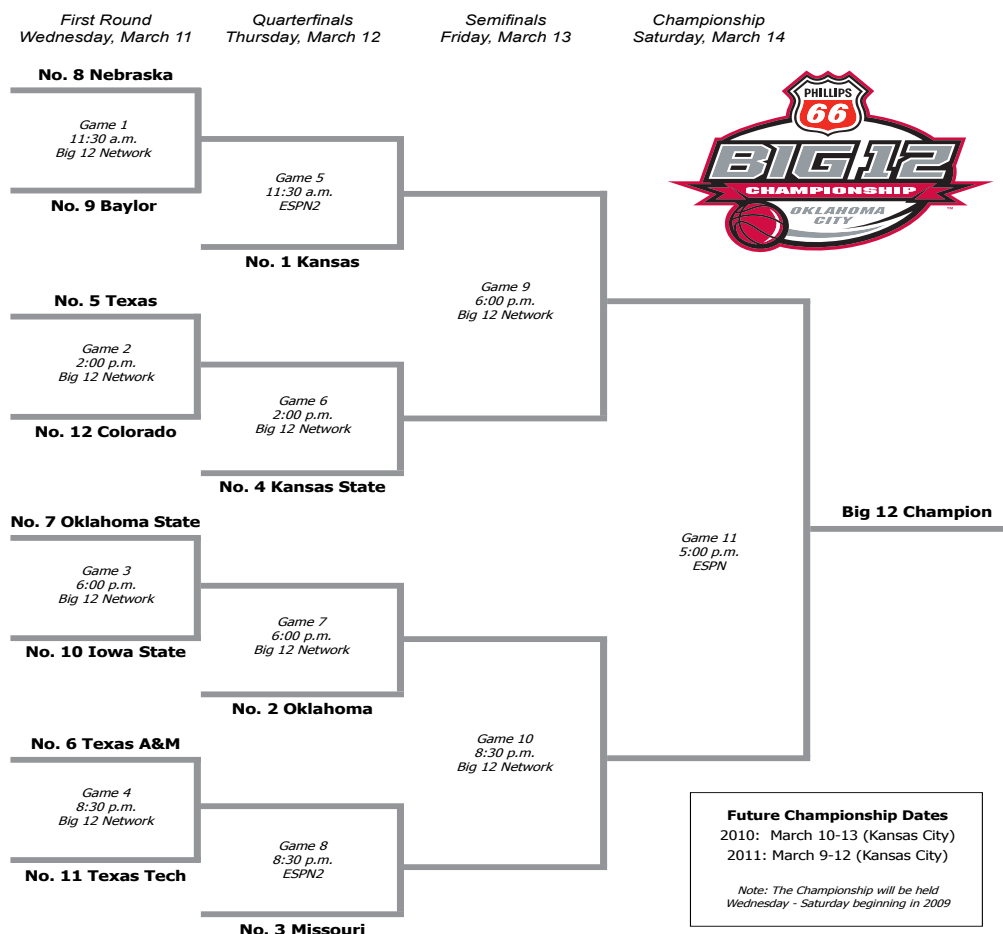 First Round
Wednesday, March 11
Quarterfinals
Thursday, March 12
Semifinals
Friday, March 13
Championship
Saturday, March 14
PHILLIPS
66
BIG 12
CHAMPIONSHIP
OKLAHOMA
CITY
™
No. 8 Nebraska
Game 1
11:30 a.m.
Big 12 Network
No. 9 Baylor
No. 5 Texas
Game 2
2:00 p.m.
Big 12 Network
No. 12 Colorado
No. 7 Oklahoma State
Game 3
6:00 p.m.
Big 12 Network
No. 10 Iowa State
No. 6 Texas A&M
Game 4
8:30 p.m.
Big 12 Network
No. 11 Texas Tech
Game 5
11:30 a.m.
ESPN2
No. 1 Kansas
Game 6
2:00 p.m.
Big 12 Network
No. 4 Kansas State
Game 7
6:00 p.m.
Big 12 Network
No. 2 Oklahoma
Game 8
8:30 p.m.
ESPN2
No. 3 Missouri
Game 9
6:00 p.m.
Big 12 Network
Game 10
8:30 p.m.
Big 12 Network
Game 11
5:00 p.m.
ESPN
Big 12 Champion
Future Championship Dates
2010: March 10-13 (Kansas City)
2011: March 9-12 (Kansas City)
Note: The Championship will be held
Wednesday - Saturday beginning in 2009